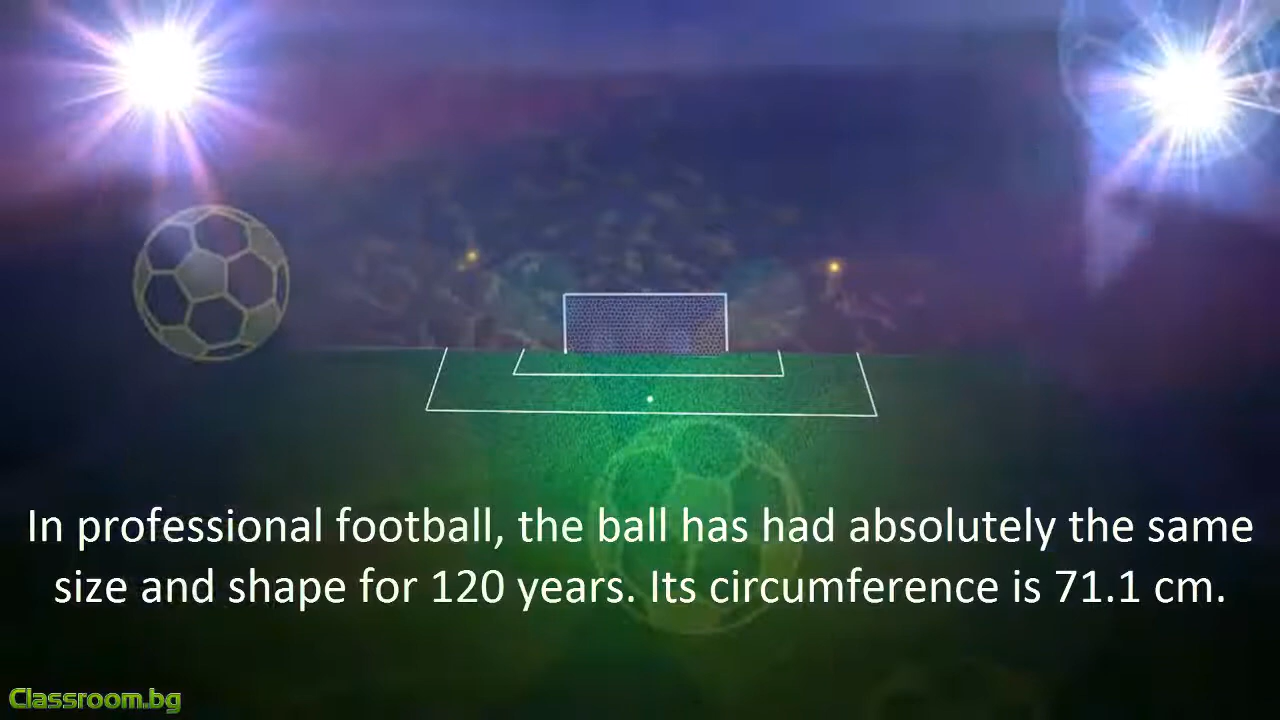 In professional football, the ball has had absolutely the same
size and shape for 120 years. Its circumference is 71.1 cm.
Classroom.bg